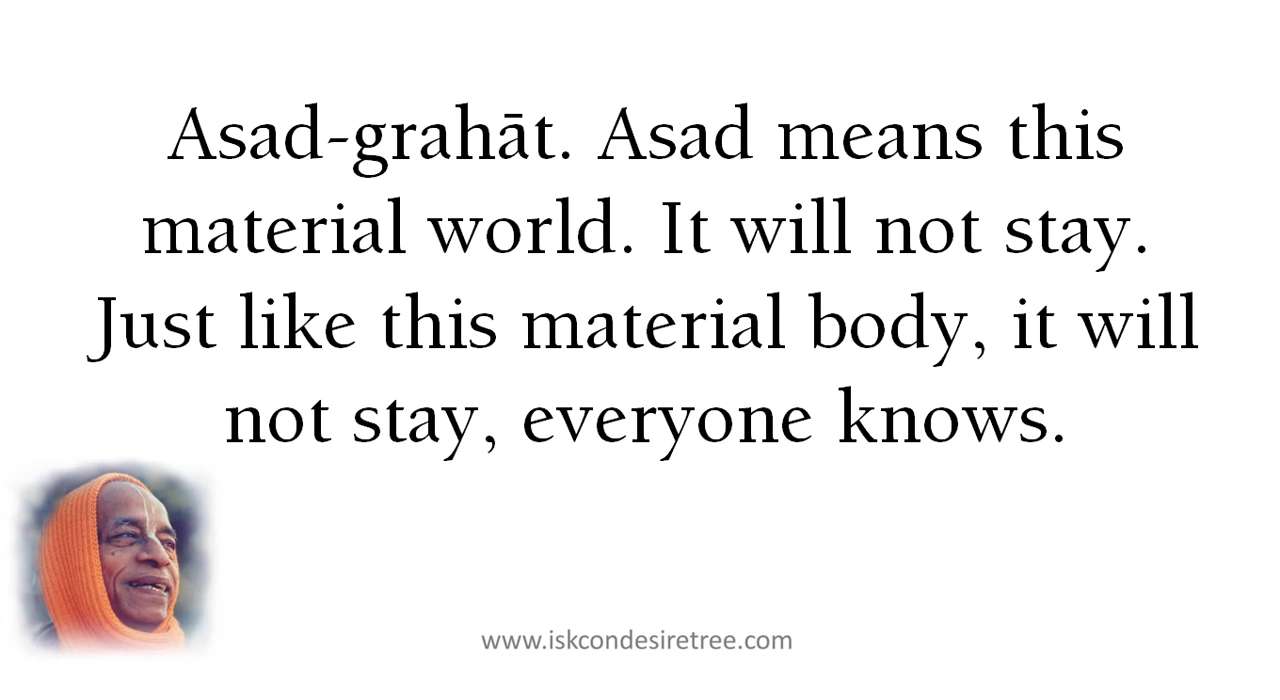 Asad-grahāt. Asad means this
material world. It will not stay.
Just like this material body, it will
not stay, everyone knows.
www.iskcondesiretree.com